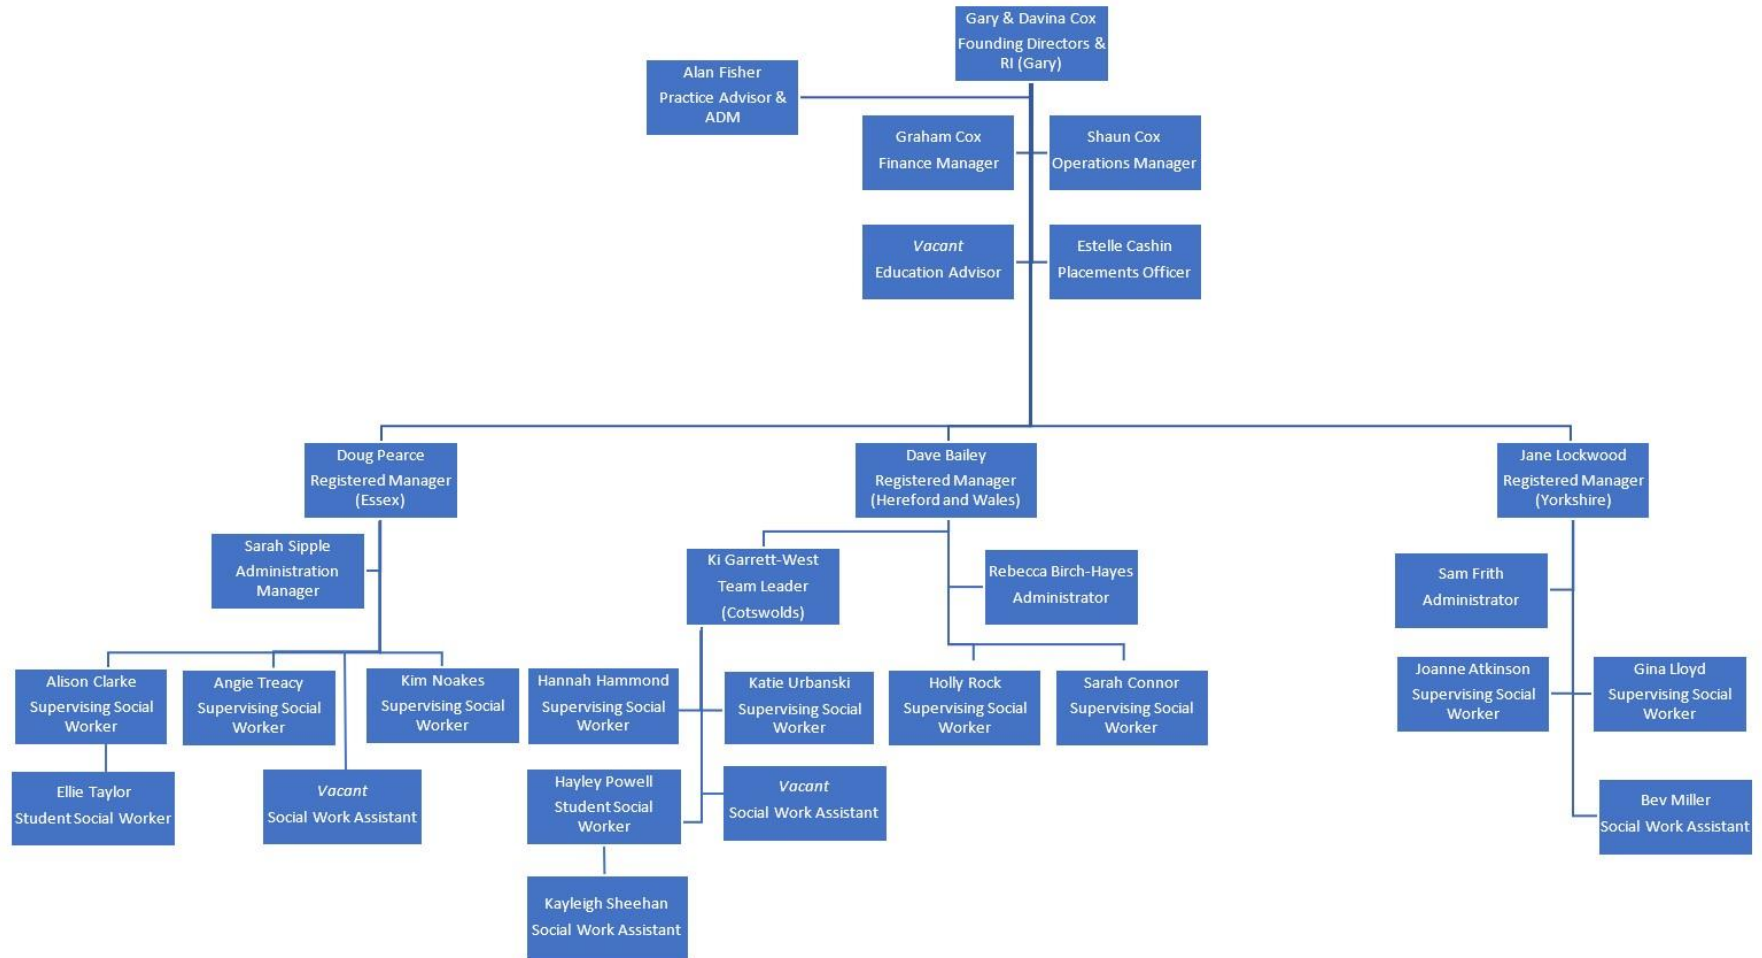 Gary & Davina Cox
Founding Directors &
RI (Gary)
Alan Fisher
Practice Advisor &
ADM
Graham Cox
Finance Manager
Shaun Cox
Operations Manager
Vacant
Education Advisor
Estelle Cashin
Placements Officer
Doug Pearce
Registered Manager
(Essex)
Dave Bailey
Registered Manager
(Hereford and Wales)
Jane Lockwood
Registered Manager
(Yorkshire)
Sarah Sipple
Administration
Manager
Ki Garrett-West
Team Leader
(Cotswolds)
Rebecca Birch-Hayes
Administrator
Sam Frith
Administrator
Alison Clarke
Supervising Social
Worker
Angie Treacy
Supervising Social
Worker
Kim Noakes
Supervising Social
Worker
Hannah Hammond
Supervising Social
Worker
Katie Urbanski
Supervising Social
Worker
Holly Rock
Supervising Social
Worker
Sarah Connor
Supervising Social
Worker
Joanne Atkinson
Supervising Social
Worker
Gina Lloyd
Supervising Social
Worker
Ellie Taylor
Student Social Worker
Vacant
Social Work Assistant
Hayley Powell
Student Social
Worker
Vacant
Social Work Assistant
Bev Miller
Social Work Assistant
Kayleigh Sheehan
Social Work Assistant